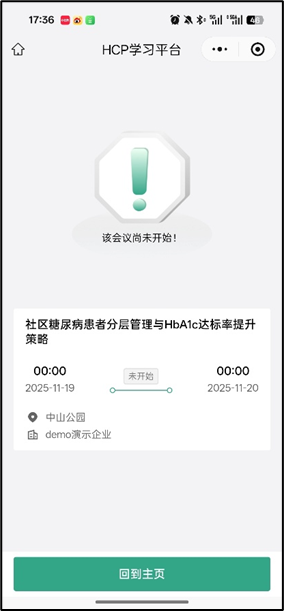 17:36
HCP学习平台
该会议尚未开始！
社区糖尿病患者分层管理与HbA1c达标率提升
策略
00:00
未开始
00:00
2025-11-19
2025-11-20
中山公园
demo演示企业
回到主页